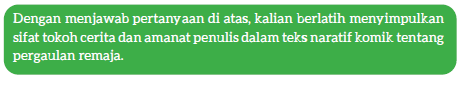 Dengan menjawab pertanyaan di atas, kalian berlatih menyimpulkan
sifat tokoh cerita dan amanat penulis dalam teks naratif komik tentang
pergaulan remaja.